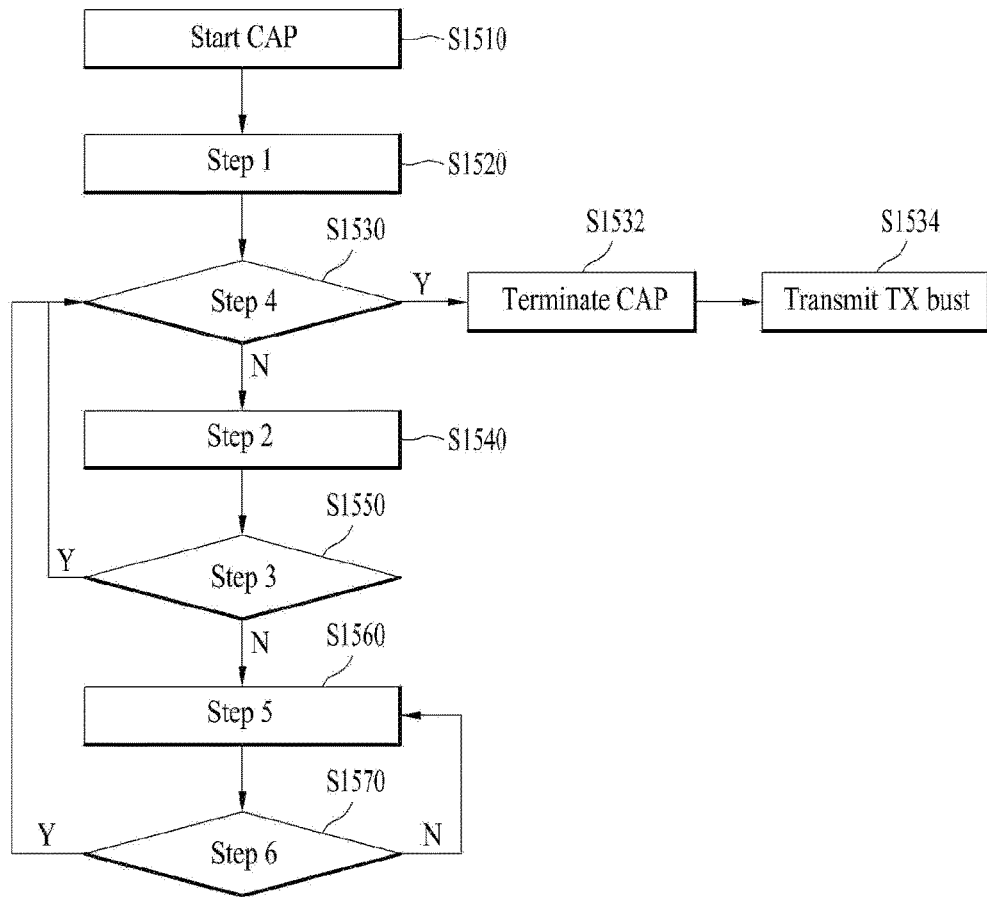 Start CAP
S1510
Step 1
S1520
S1530
S1532
S1534
Step 4
Y
Terminate CAP
Transmit TX bust
N
Step 2
S1540
S1550
Y
Step 3
N
S1560
Step 5
S1570
Y
Step 6
N